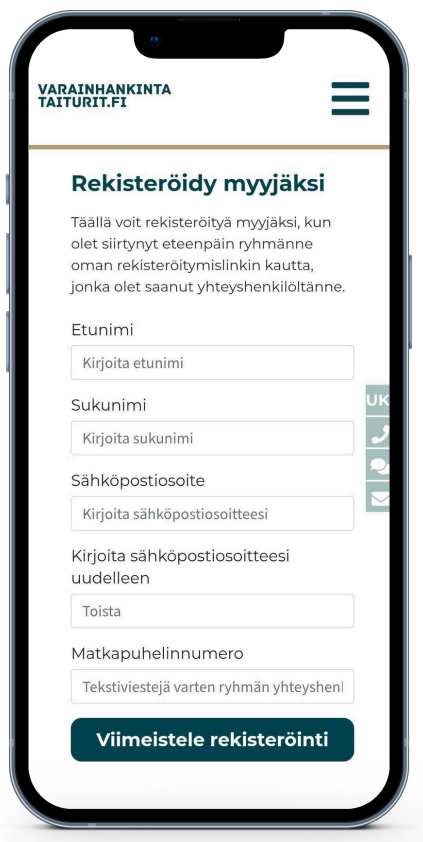 VARAINHANKINTA
TAITURIT.FI
Rekisteröidy myyjäksi
Täällä voit rekisteröityä myyjäksi, kun
olet siirtynyt eteenpäin ryhmänne
oman rekisteröitymislinkin kautta,
jonka olet saanut yhteyshenkilöltänne.
Etunimi
Kirjoita etunimi
UK
Sukunimi
Kirjoita sukunimi
Sähköpostiosoite
Kirjoita sähköpostiosoitteesi
Kirjoita sähköpostiosoitteesi
uudelleen
Toista
Matkapuhelinnumero
Tekstiviestejä varten ryhmän yhteyshenl
Viimeistele rekisteröinti